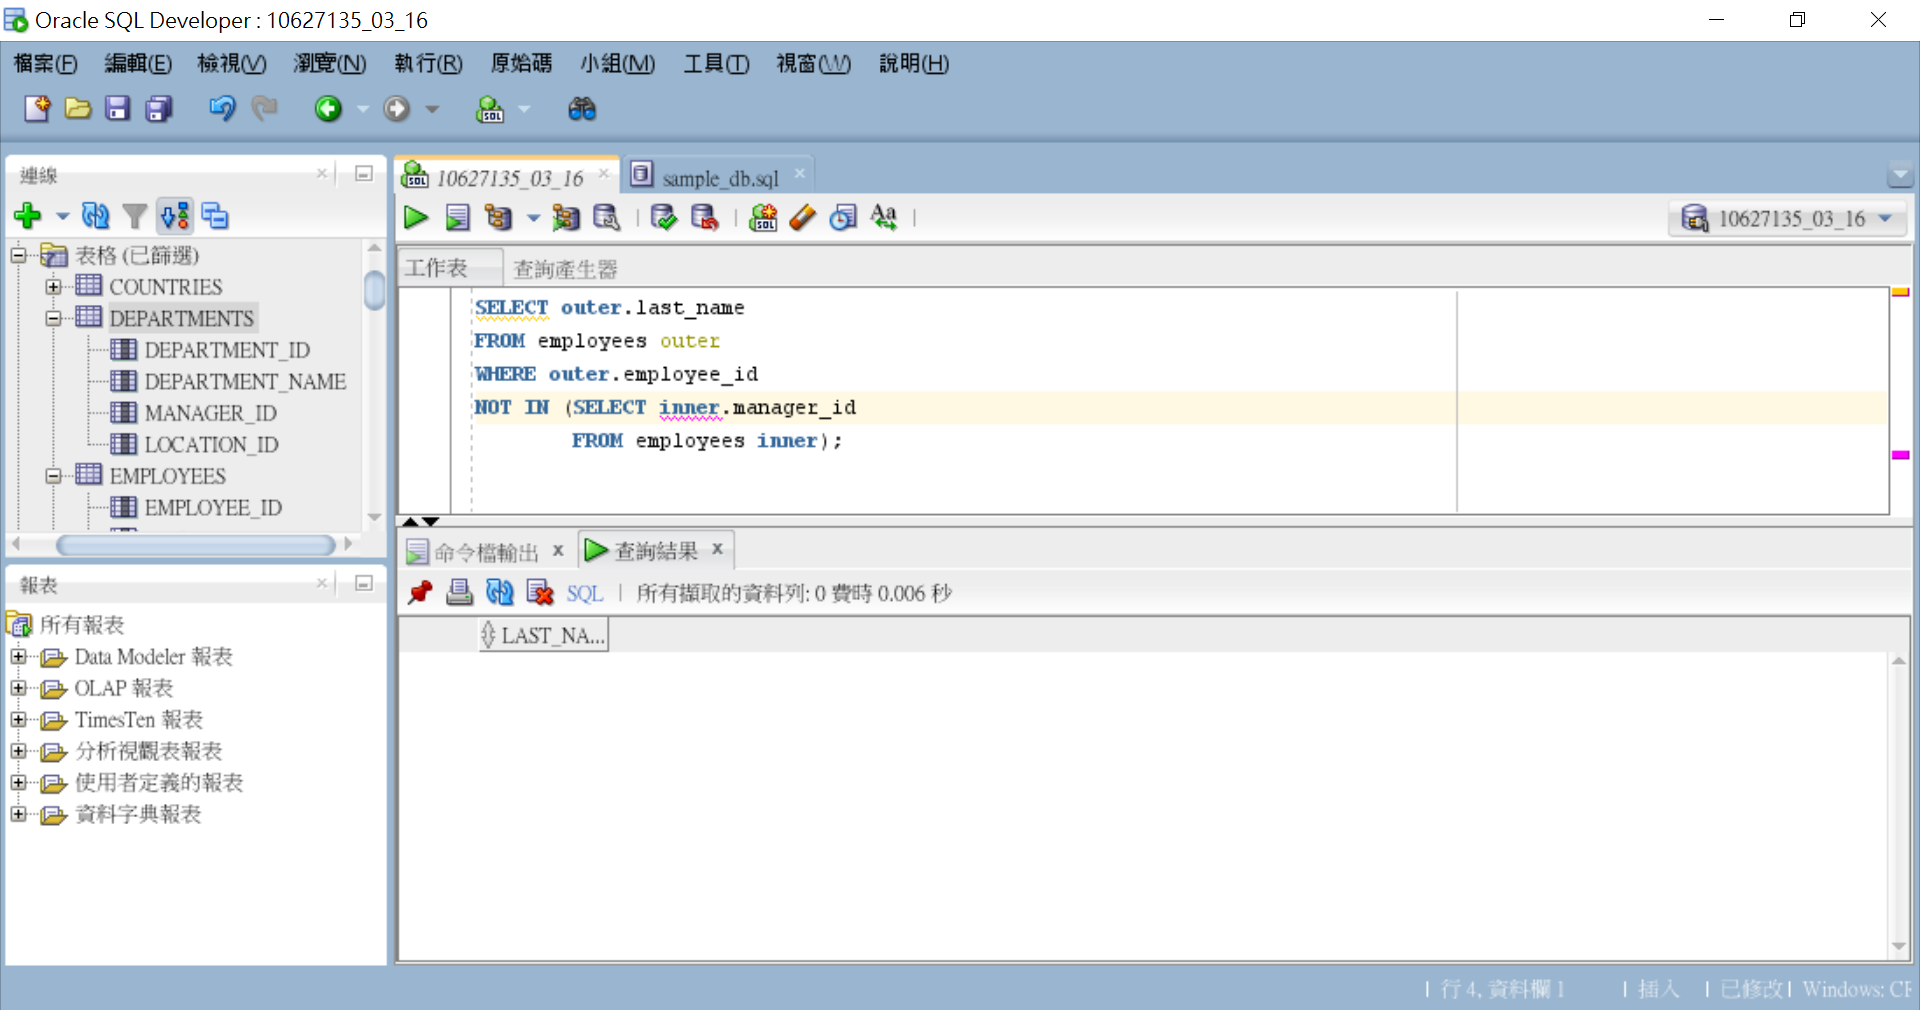 Oracle SQL Developer : 10627135_03_16
檔案(F) 編輯(E) 檢視(V) 瀏覽(N) 執行(R) 原始碼 小組(M) 工具(T) 視窗(W) 說明(H)
連線
表格 (已篩選)
COUNTRIES
DEPARTMENTS
DEPARTMENT_ID
DEPARTMENT_NAME
MANAGER_ID
LOCATION_ID
EMPLOYEES
EMPLOYEE_ID
報表
所有報表
Data Modeler 報表
OLAP 報表
TimesTen 報表
分析視觀表報表
使用者定義的報表
資料字典報表
10627135_03_16 sample_db.sql
10627135_03_16
工作表 查詢產生器
SELECT outer.last_name
FROM employees outer
WHERE outer.employee_id
NOT IN (SELECT inner.manager_id
FROM employees inner);
命令檔輸出 查詢結果
SQL | 所有擷取的資料列: 0 費時 0.006 秒
LAST_NA...
| 行 4, 資料欄 1 | 插入 | 已修改 | Windows: CF